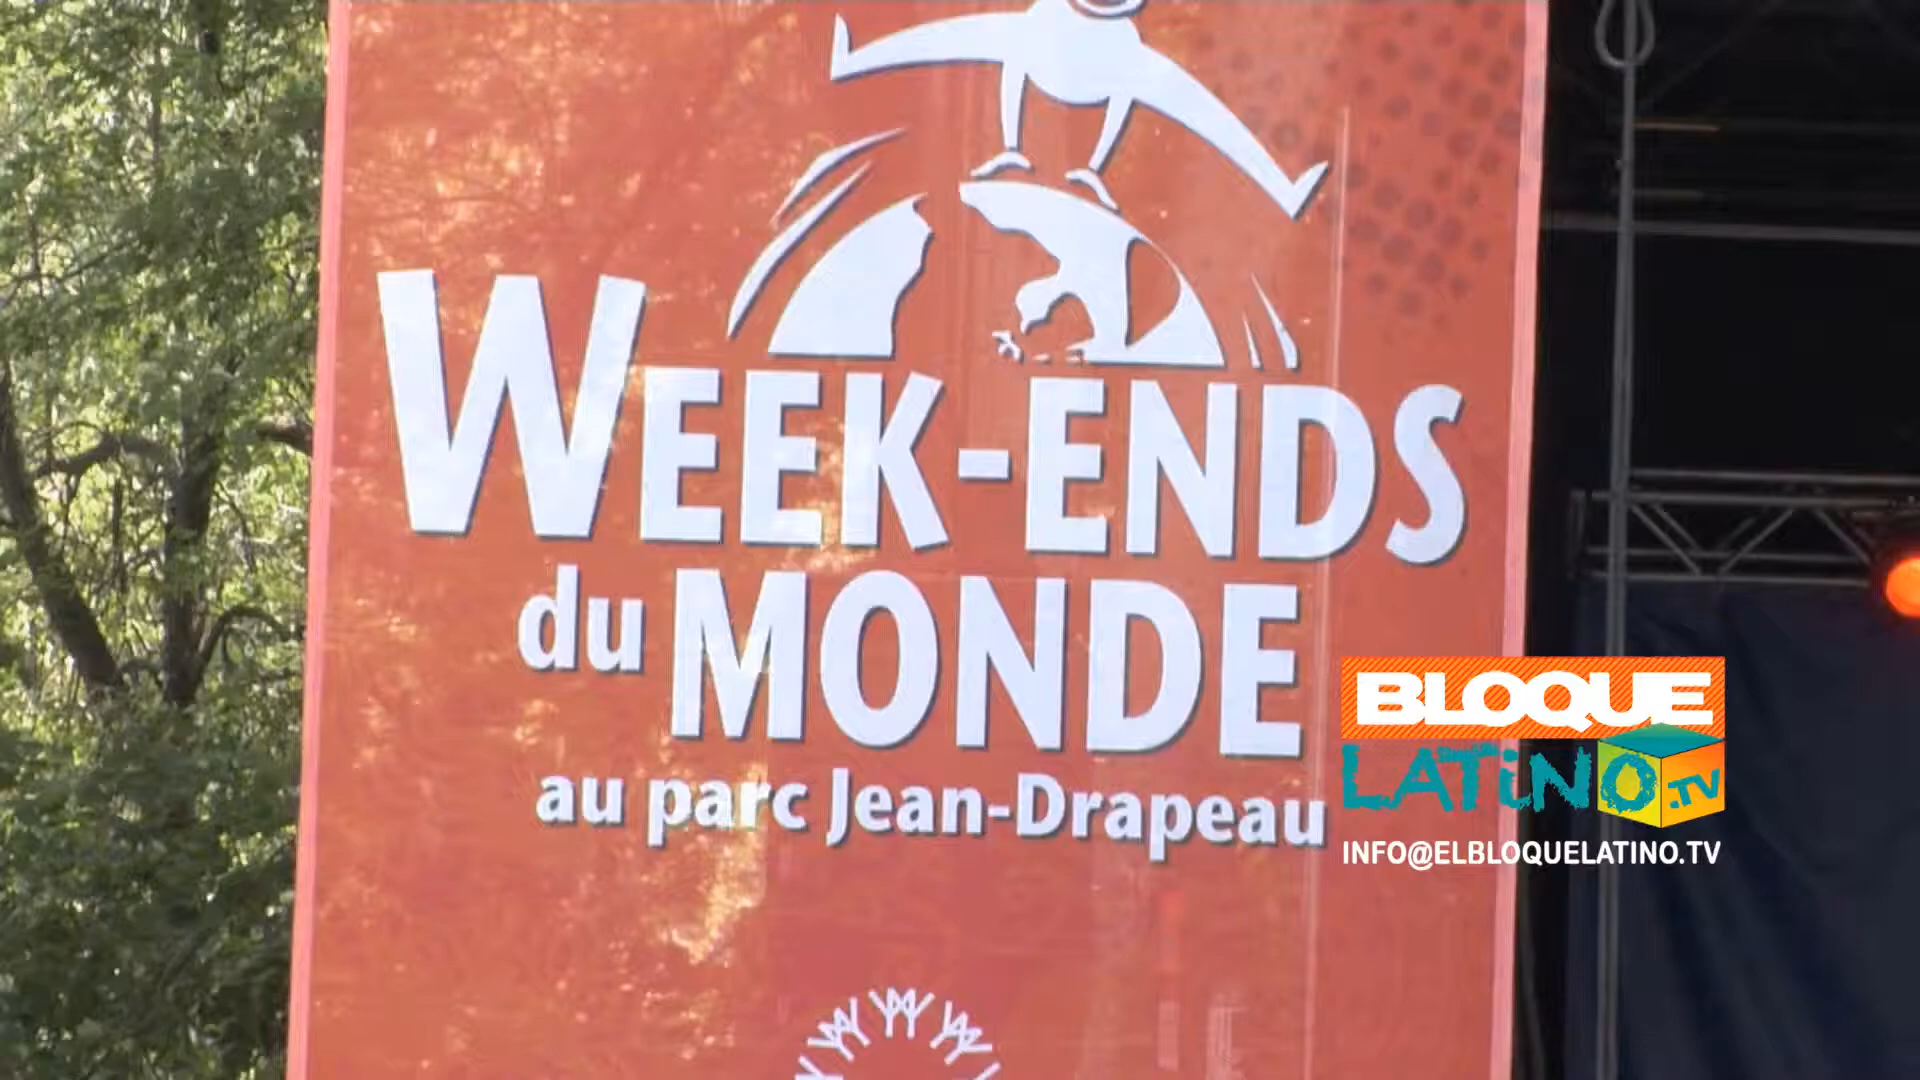 WEEK-ENDS
du MONDE
au parc Jean-Drapeau
BLOQUE
LATiNO.TV
INFO@ELBLOQUELATINO.TV